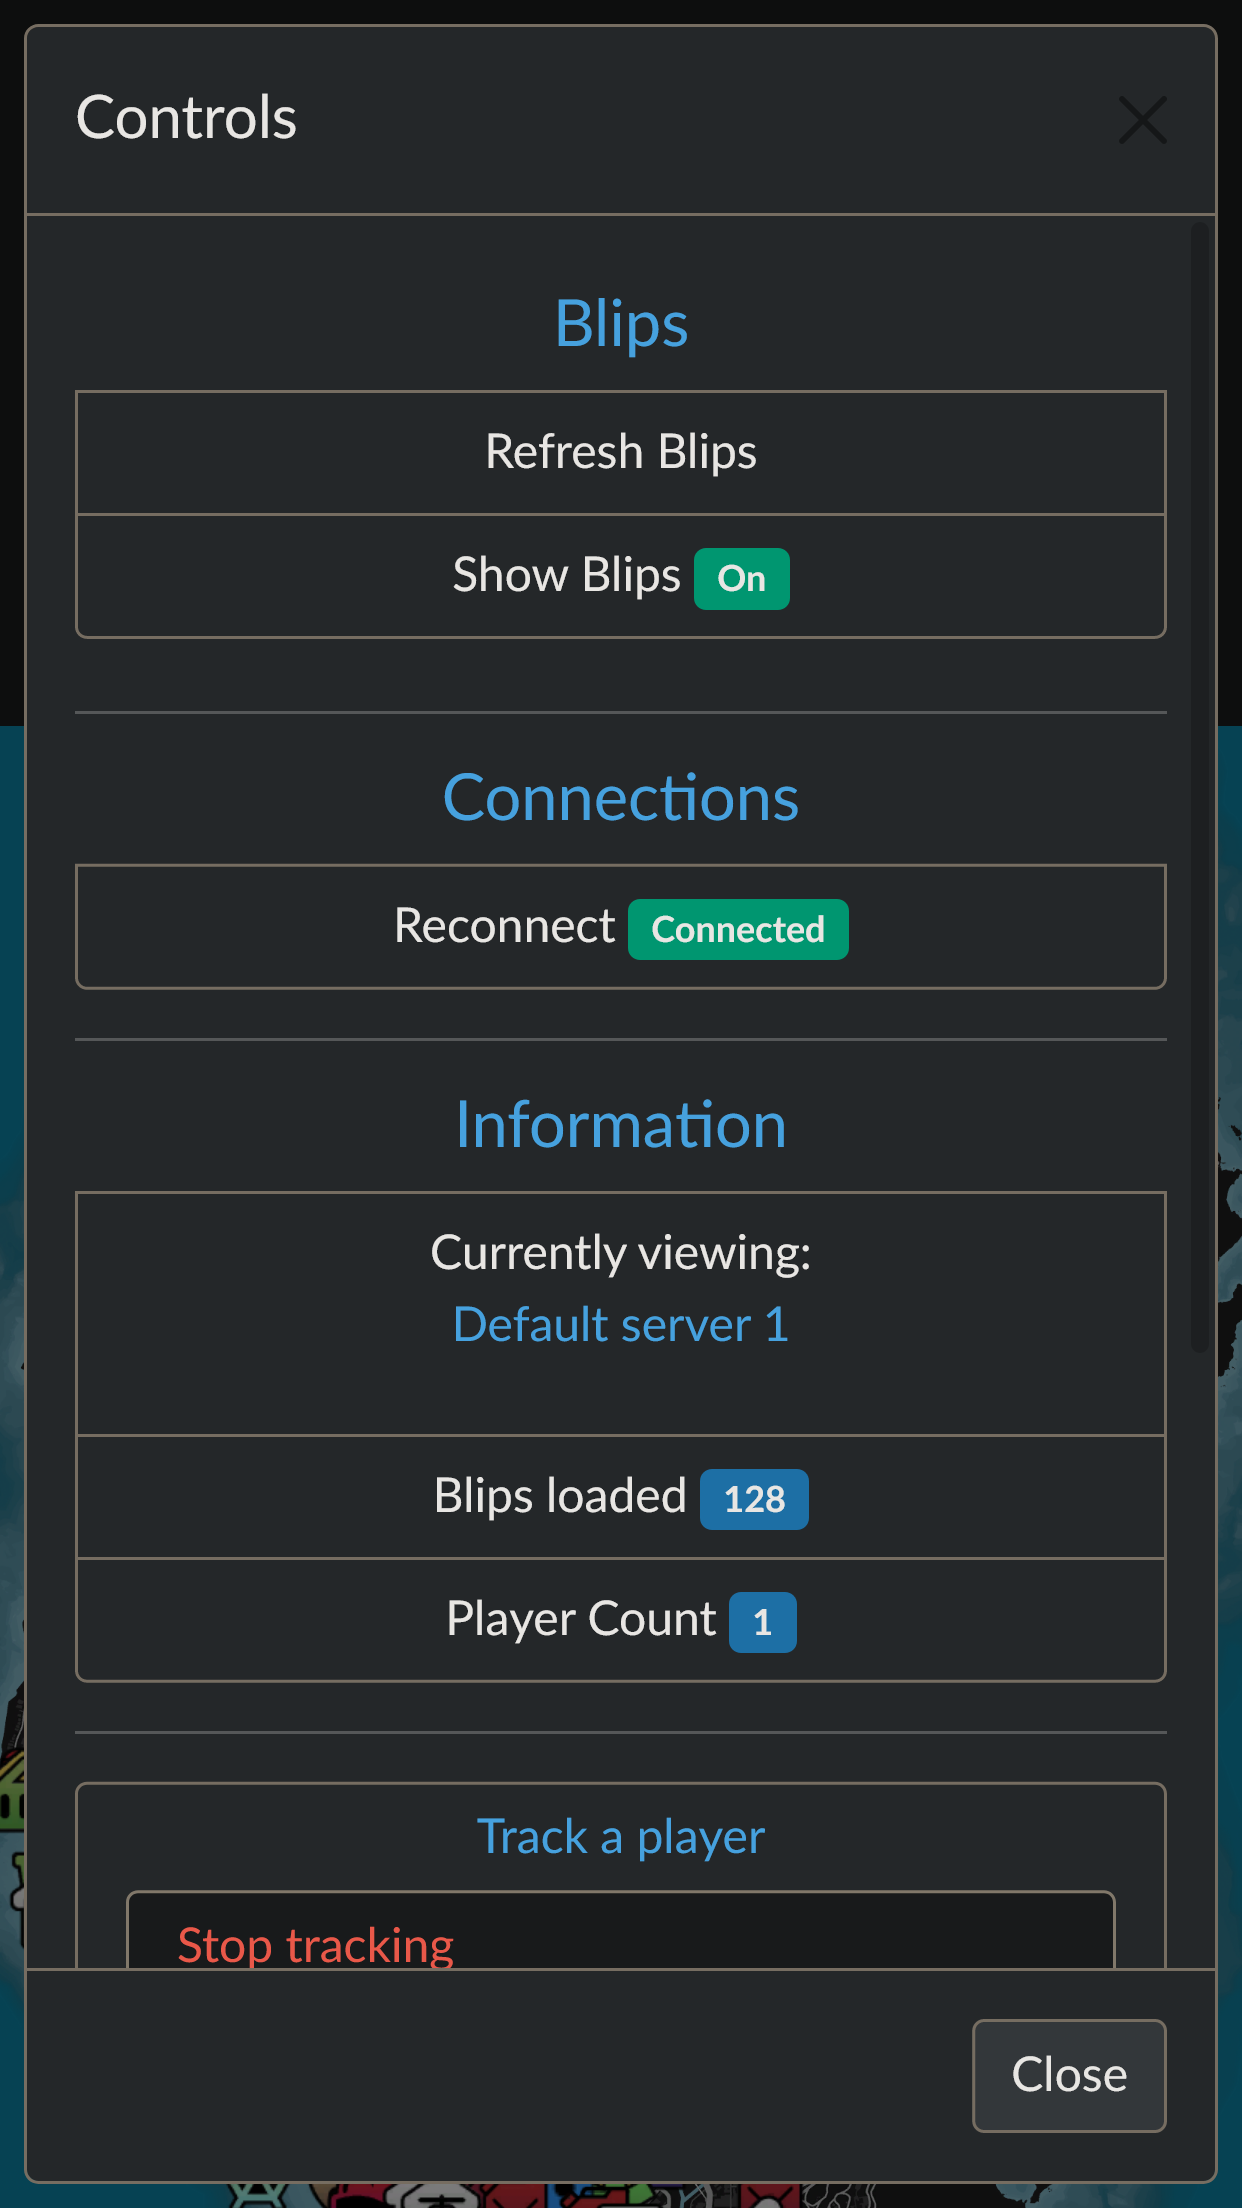 Controls
Blips
Refresh Blips
Show Blips On
Connections
Reconnect Connected
Information
Currently viewing:
Default server 1
Blips loaded 128
Player Count 1
Track a player
Stop tracking
Close